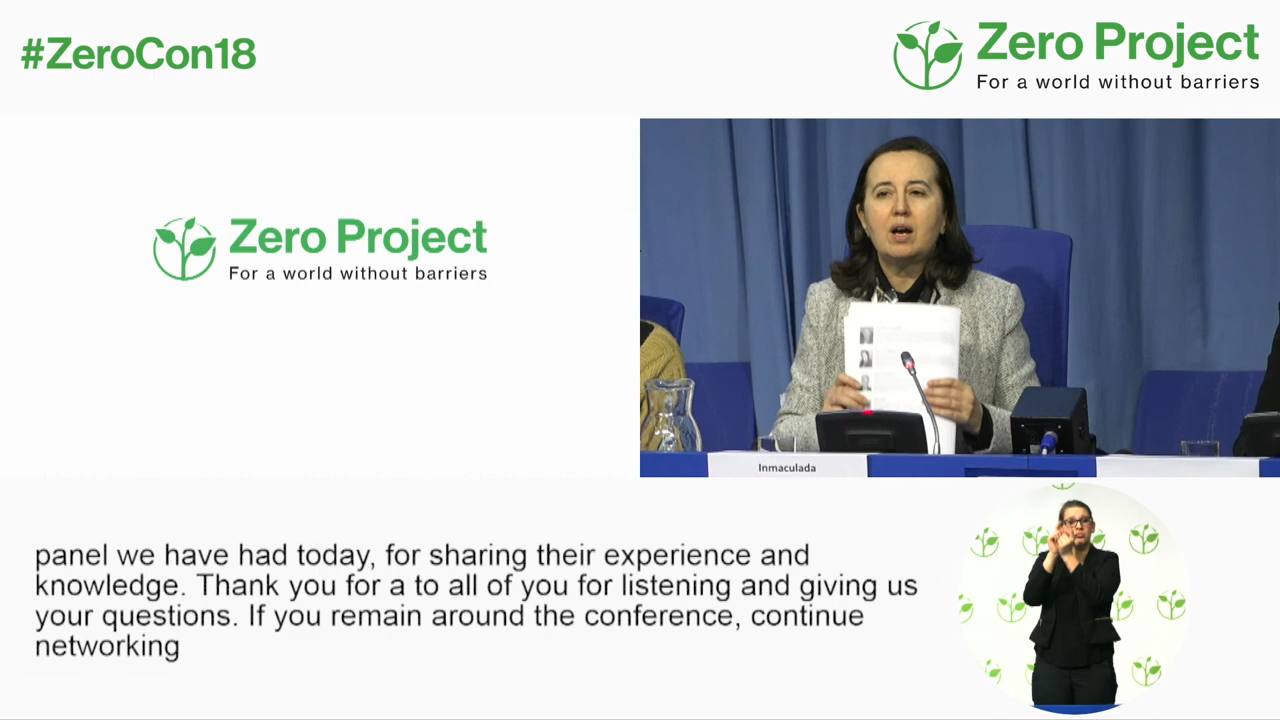 #ZeroCon18
Zero Project
For a world without barriers
Zero Project
For a world without barriers
Inmaculada
panel we have had today, for sharing their experience and
knowledge. Thank you for a to all of you for listening and giving us
your questions. If you remain around the conference, continue
networking